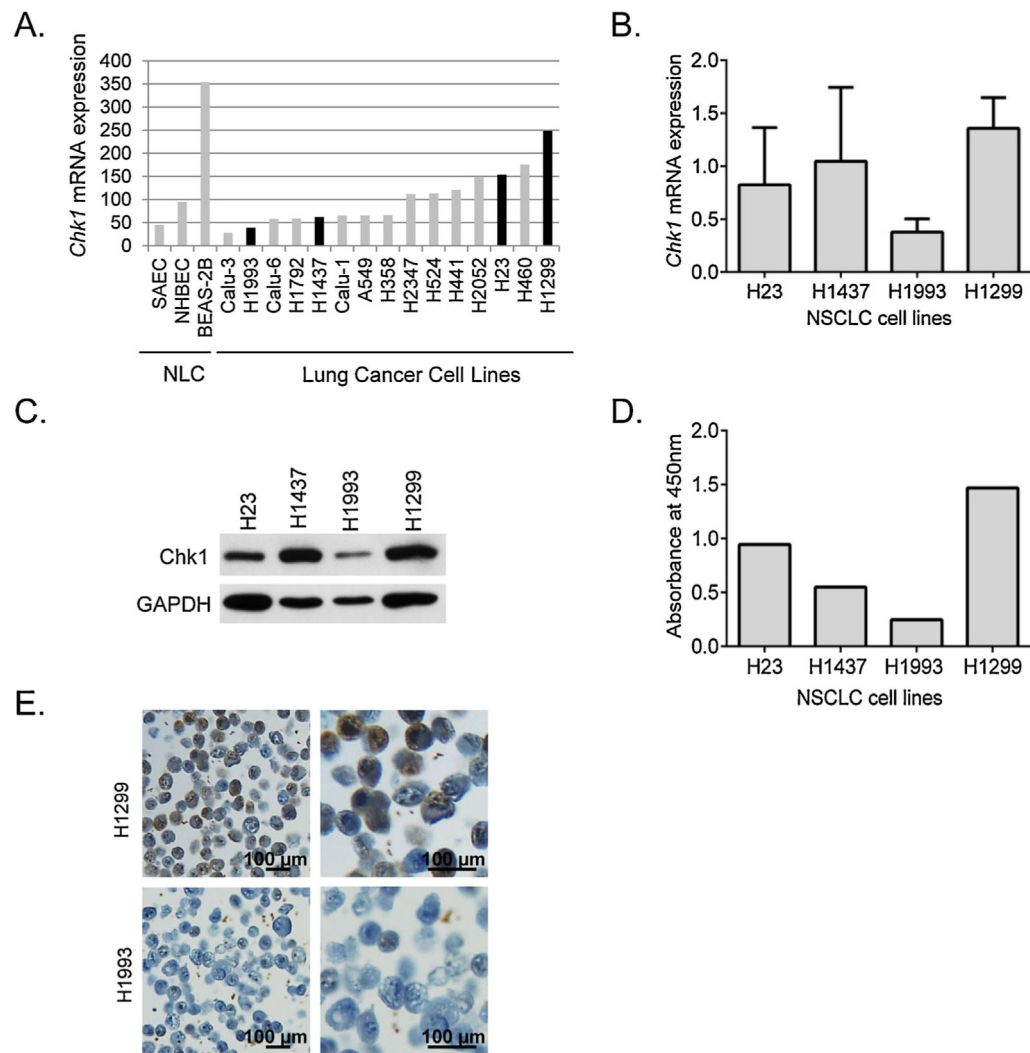 A.
Chk1 mRNA expression
400
350
300
250
200
150
100
50
0
SAEC
NHBEC
BEAS-2B
Calu-3
H1993
Calu-6
H1792
H1437
Calu-1
A549
H358
H2347
H524
H441
H2052
H23
H460
H1299
NLC
Lung Cancer Cell Lines
B.
Chk1 mRNA expression
2.0
1.5
1.0
0.5
0.0
H23 H1437 H1993 H1299
NSCLC cell lines
C.
H23
H1437
H1993
H1299
Chk1
GAPDH
D.
Absorbance at 450nm
2.0
1.5
1.0
0.5
0.0
H23 H1437 H1993 H1299
NSCLC cell lines
E.
H1299
100 µm
100 µm
H1993
100 µm
100 µm